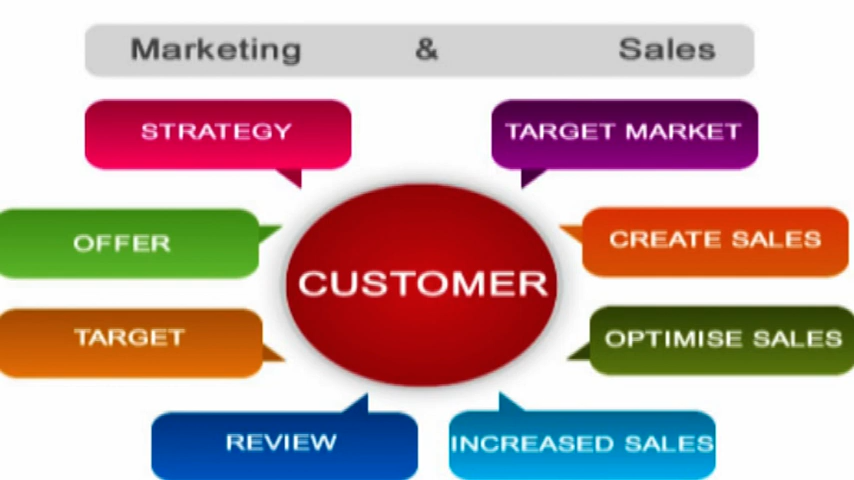 Marketing & Sales
STRATEGY
TARGET MARKET
OFFER
CREATE SALES
CUSTOMER
TARGET
OPTIMISE SALES
REVIEW
INCREASED SALES